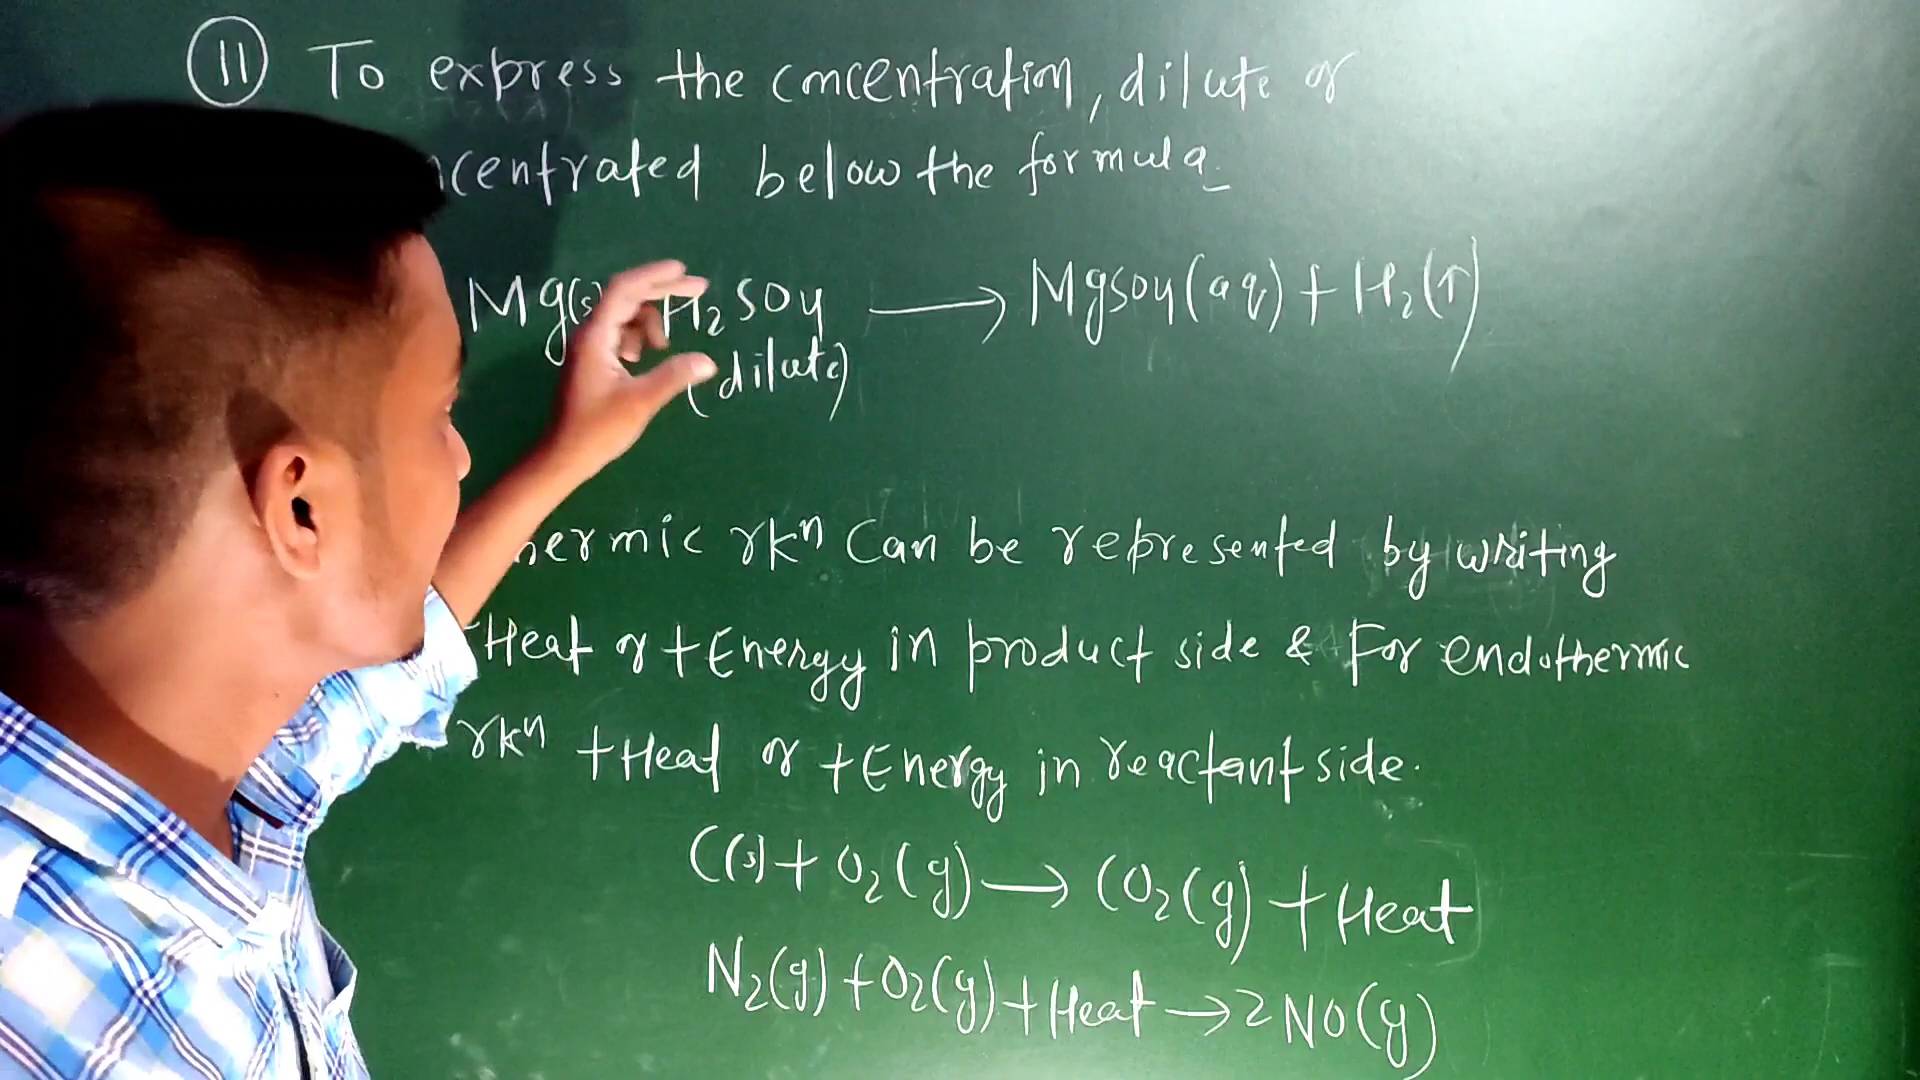 11 To express the concentration, dilute or
ncentrated below the formula
Mg(s) H2SO4 → MgSO4(aq) + H2(↑)
(dilute)
hermic rkⁿ Can be represented by writing
+Heat or +Energy in product side & For endothermic
rkⁿ +Heat or +Energy in reactant side.
C(s) + O2(g) → CO2(g) + Heat
N2(g) + O2(g) + Heat → 2NO(g)